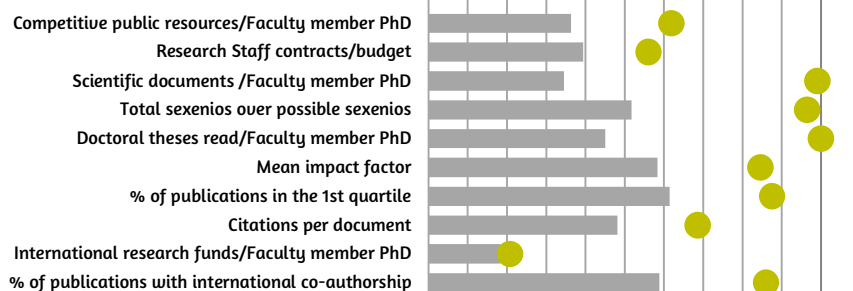 Competitive public resources/Faculty member PhD
Research Staff contracts/budget
Scientific documents /Faculty member PhD
Total sexenios over possible sexenios
Doctoral theses read/Faculty member PhD
Mean impact factor
% of publications in the 1st quartile
Citations per document
International research funds/Faculty member PhD
% of publications with international co-authorship